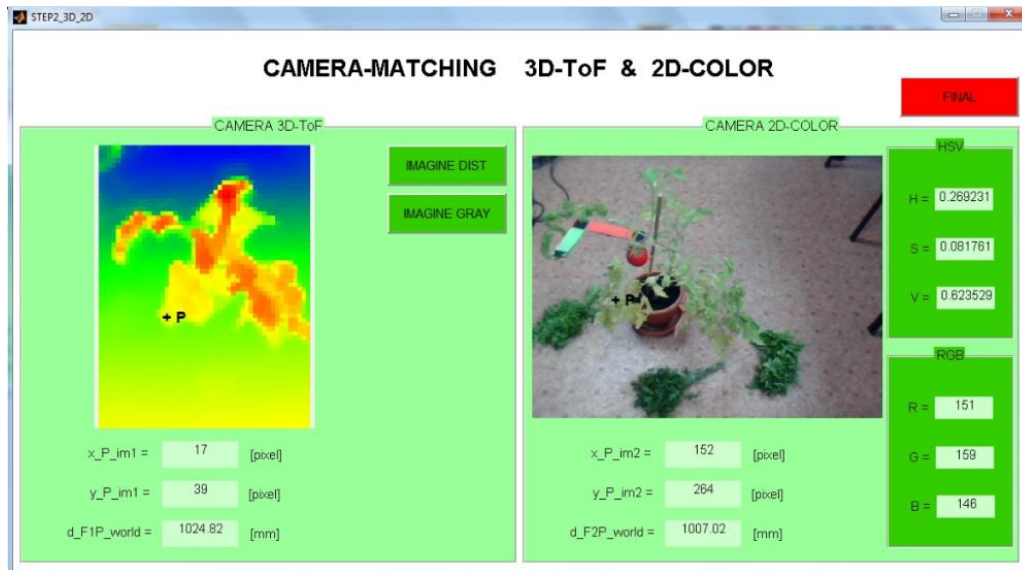 STEP2_3D_2D
CAMERA-MATCHING 3D-ToF & 2D-COLOR
FINAL
CAMERA 3D-ToF
IMAGINE DIST
IMAGINE GRAY
+ P
x_P_im1 = 17 [pixel]
y_P_im1 = 39 [pixel]
d_F1P_world = 1024.82 [mm]
CAMERA 2D-COLOR
+ P
x_P_im2 = 152 [pixel]
y_P_im2 = 264 [pixel]
d_F2P_world = 1007.02 [mm]
HSV
H = 0.269231
S = 0.081761
V = 0.623529
RGB
R = 151
G = 159
B = 146